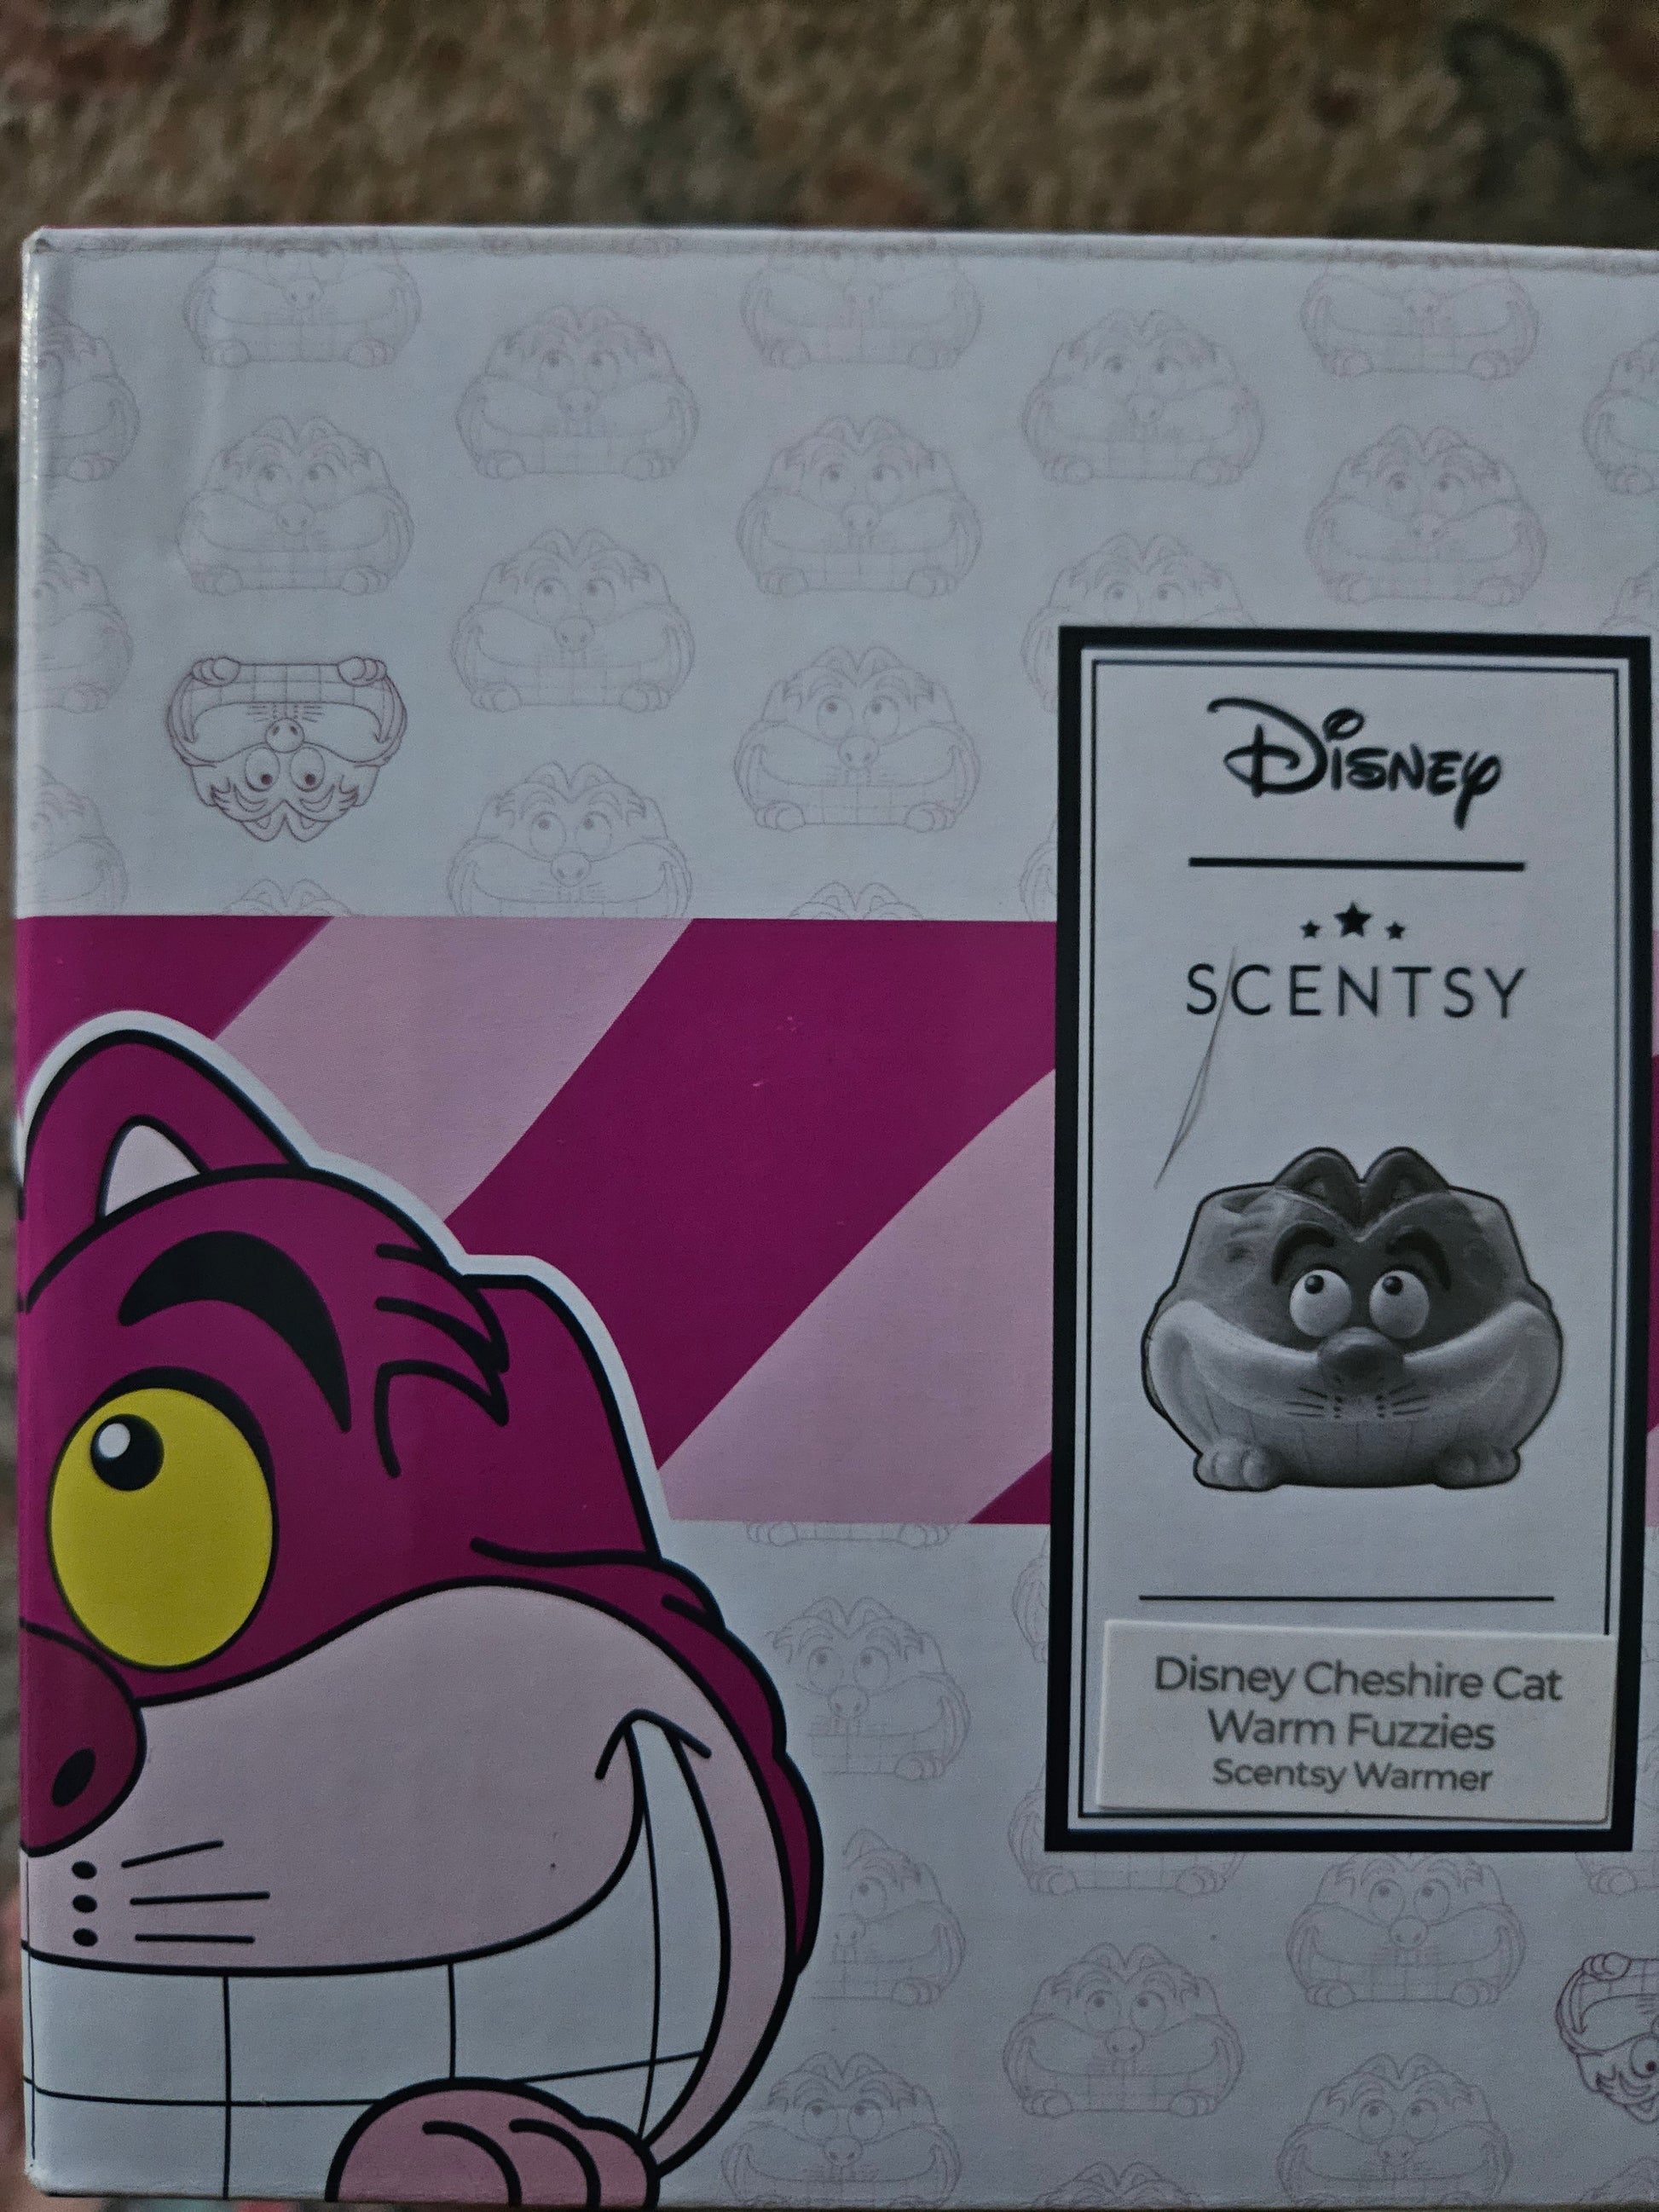 Disney
SCENTSY
Disney Cheshire Cat
Warm Fuzzies
Scentsy Warmer